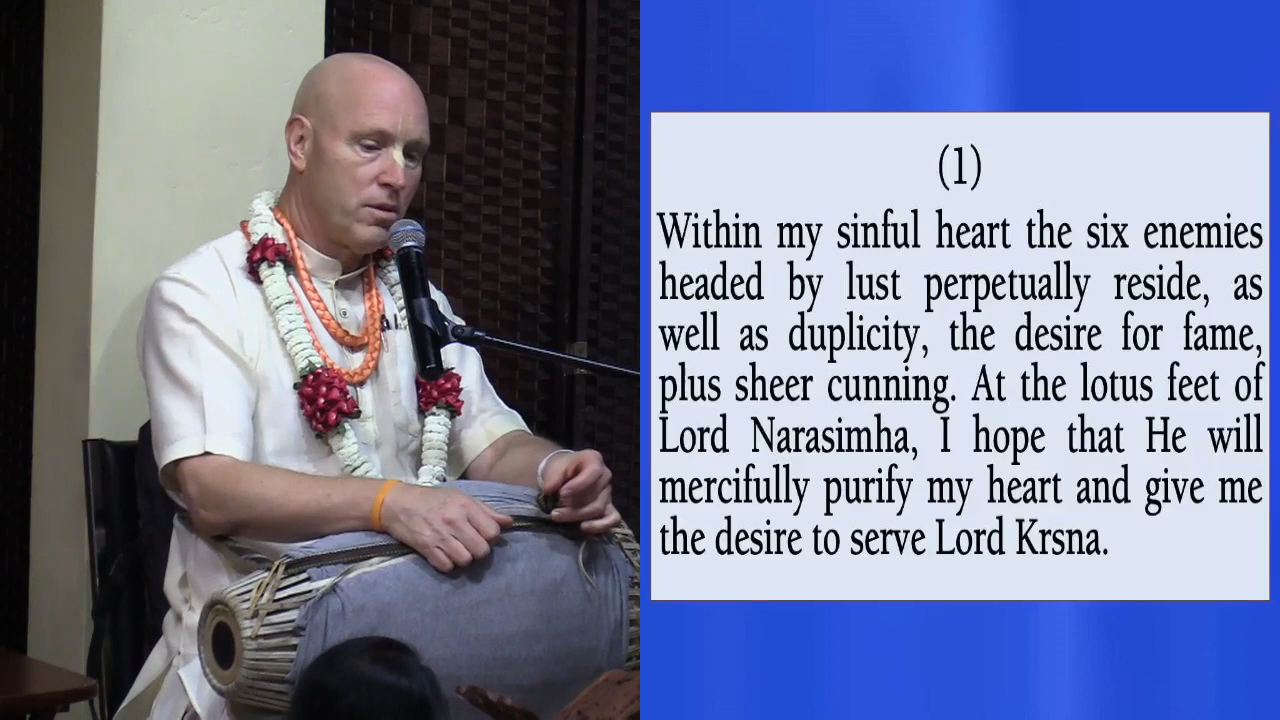 (1)
Within my sinful heart the six enemies
headed by lust perpetually reside, as
well as duplicity, the desire for fame,
plus sheer cunning. At the lotus feet of
Lord Narasimha, I hope that He will
mercifully purify my heart and give me
the desire to serve Lord Krsna.